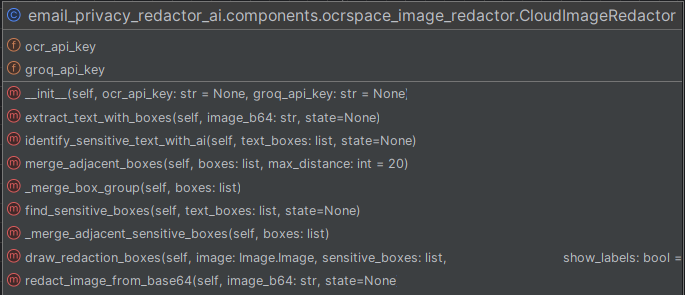 C email_privacy_redactor_ai.components.ocrspace_image_redactor.CloudImageRedactor
f ocr_api_key
f groq_api_key
m __init__(self, ocr_api_key: str = None, groq_api_key: str = None)
m extract_text_with_boxes(self, image_b64: str, state=None)
m identify_sensitive_text_with_ai(self, text_boxes: list, state=None)
m merge_adjacent_boxes(self, boxes: list, max_distance: int = 20)
m _merge_box_group(self, boxes: list)
m find_sensitive_boxes(self, text_boxes: list, state=None)
m _merge_adjacent_sensitive_boxes(self, boxes: list)
m draw_redaction_boxes(self, image: Image.Image, sensitive_boxes: list, show_labels: bool =
m redact_image_from_base64(self, image_b64: str, state=None